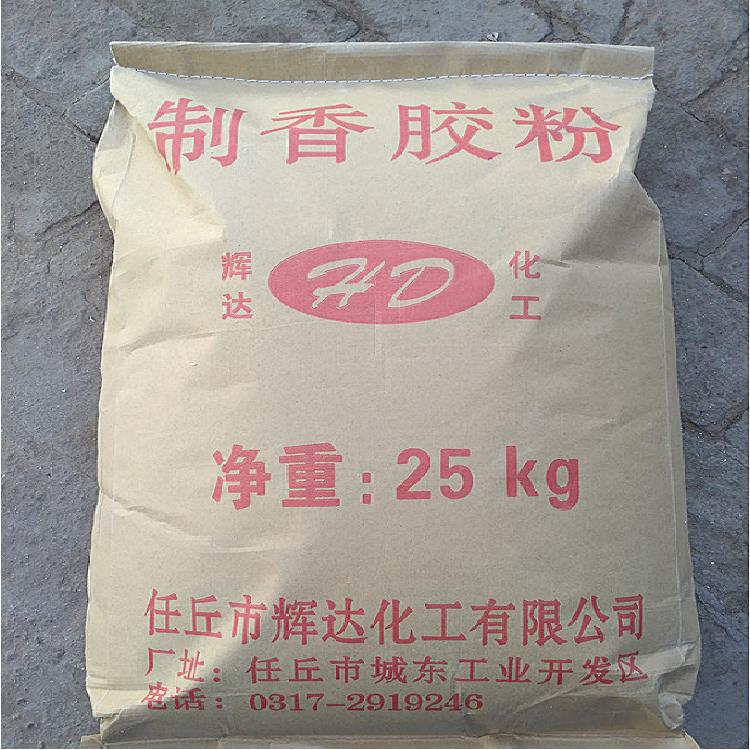 制香胶粉
辉达 HD 化工
净重：25 kg
任丘市辉达化工有限公司
厂址：任丘市城东工业开发区
电话：0317-2919246